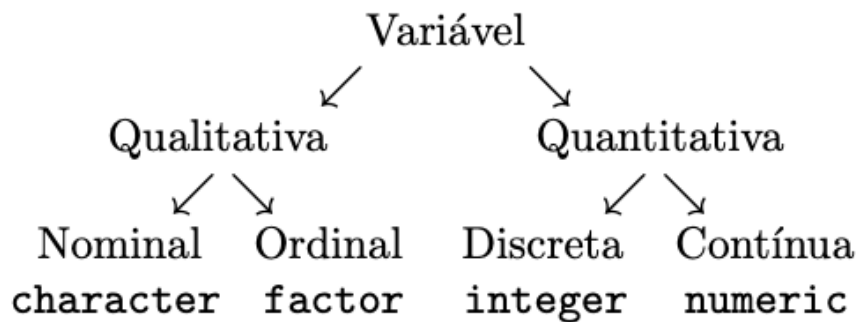 Variável
Qualitativa Quantitativa
Nominal Ordinal Discreta Contínua
character factor integer numeric